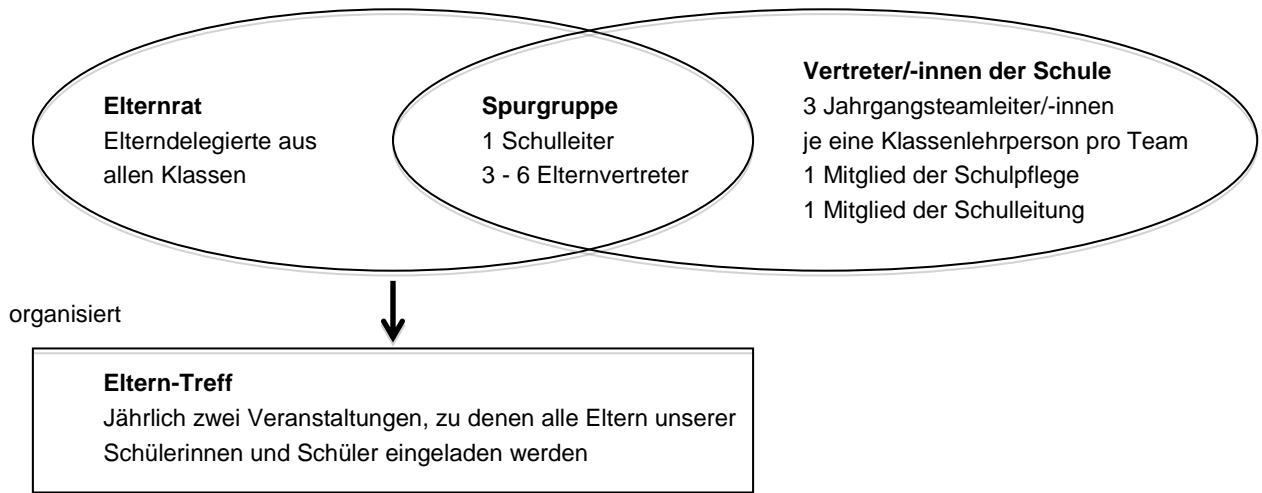 Elternrat
Elterndelegierte aus
allen Klassen
Spurgruppe
1 Schulleiter
3 - 6 Elternvertreter
Vertreter/-innen der Schule
3 Jahrgangsteamleiter/-innen
je eine Klassenlehrperson pro Team
1 Mitglied der Schulpflege
1 Mitglied der Schulleitung
organisiert
Eltern-Treff
Jährlich zwei Veranstaltungen, zu denen alle Eltern unserer
Schülerinnen und Schüler eingeladen werden